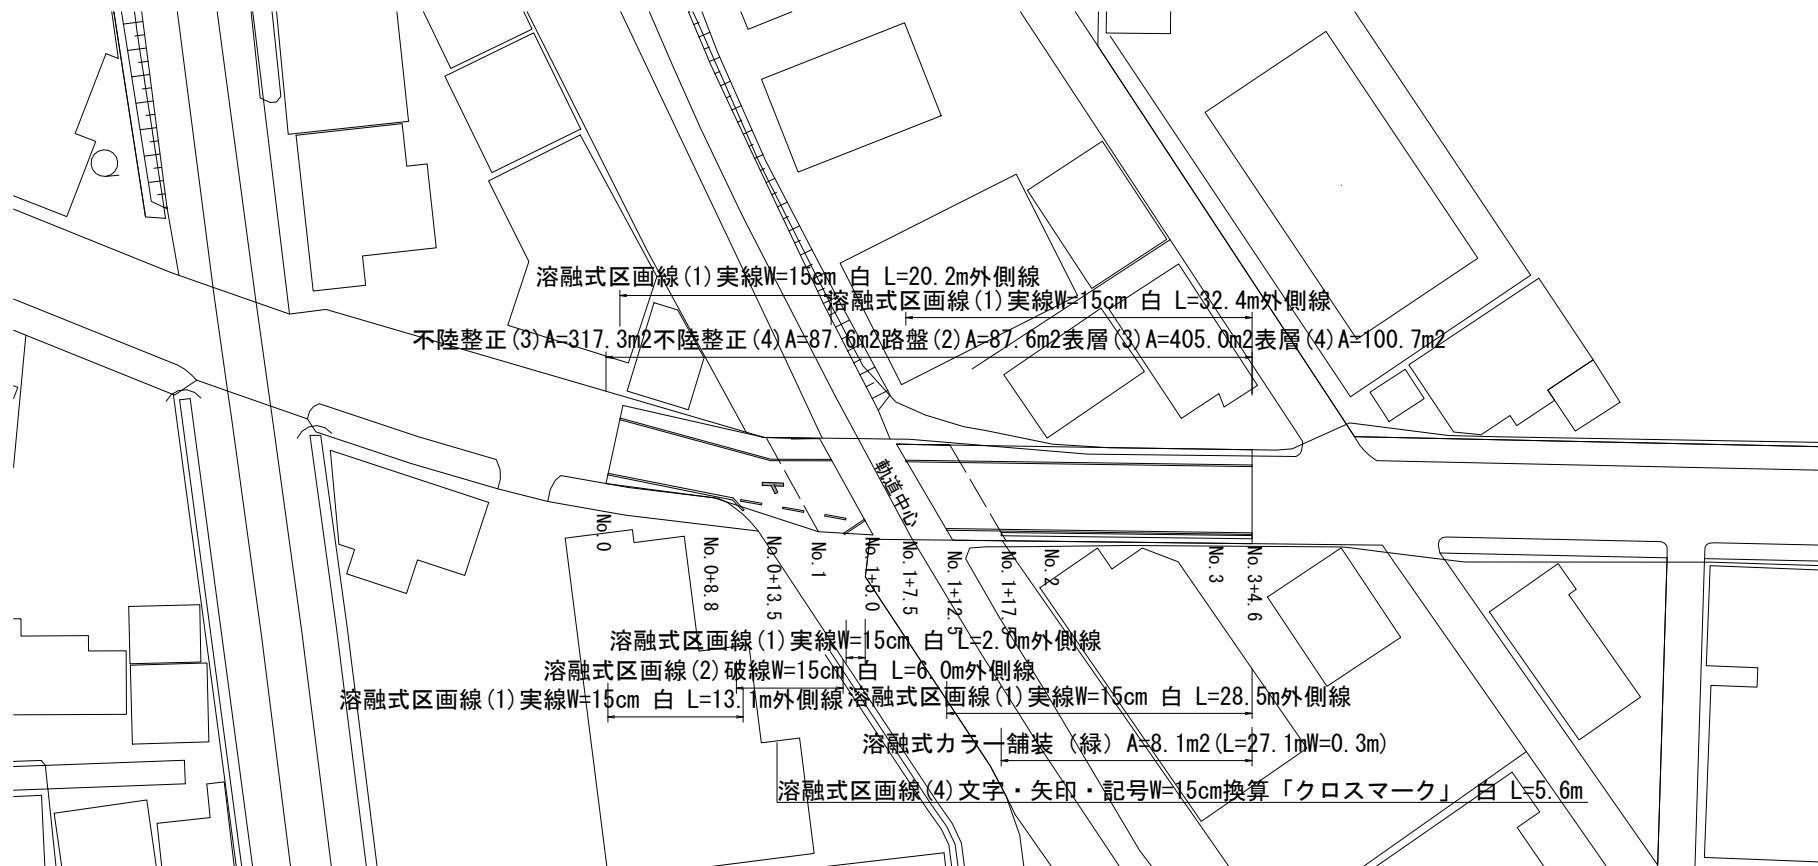 溶融式区画線(1)実線W=15cm 白 L=20.2m外側線
溶融式区画線(1)実線W=15cm 白 L=32.4m外側線
不陸整正(3)A=317.3m2不陸整正(4)A=87.6m2路盤(2)A=87.6m2表層(3)A=405.0m2表層(4)A=100.7m2
軌道中心
No.0
No.0+8.8
No.0+13.5
No.1
No.1+5.0
No.1+7.5
No.1+12.5
No.1+17.5
No.2
No.3
No.3+4.6
溶融式区画線(1)実線W=15cm 白 L=2.0m外側線
溶融式区画線(2)破線W=15cm 白 L=6.0m外側線
溶融式区画線(1)実線W=15cm 白 L=13.1m外側線
溶融式区画線(1)実線W=15cm 白 L=28.5m外側線
溶融式カラー舗装（緑）A=8.1m2(L=27.1mW=0.3m)
溶融式区画線(4)文字・矢印・記号W=15cm換算「クロスマーク」 白 L=5.6m